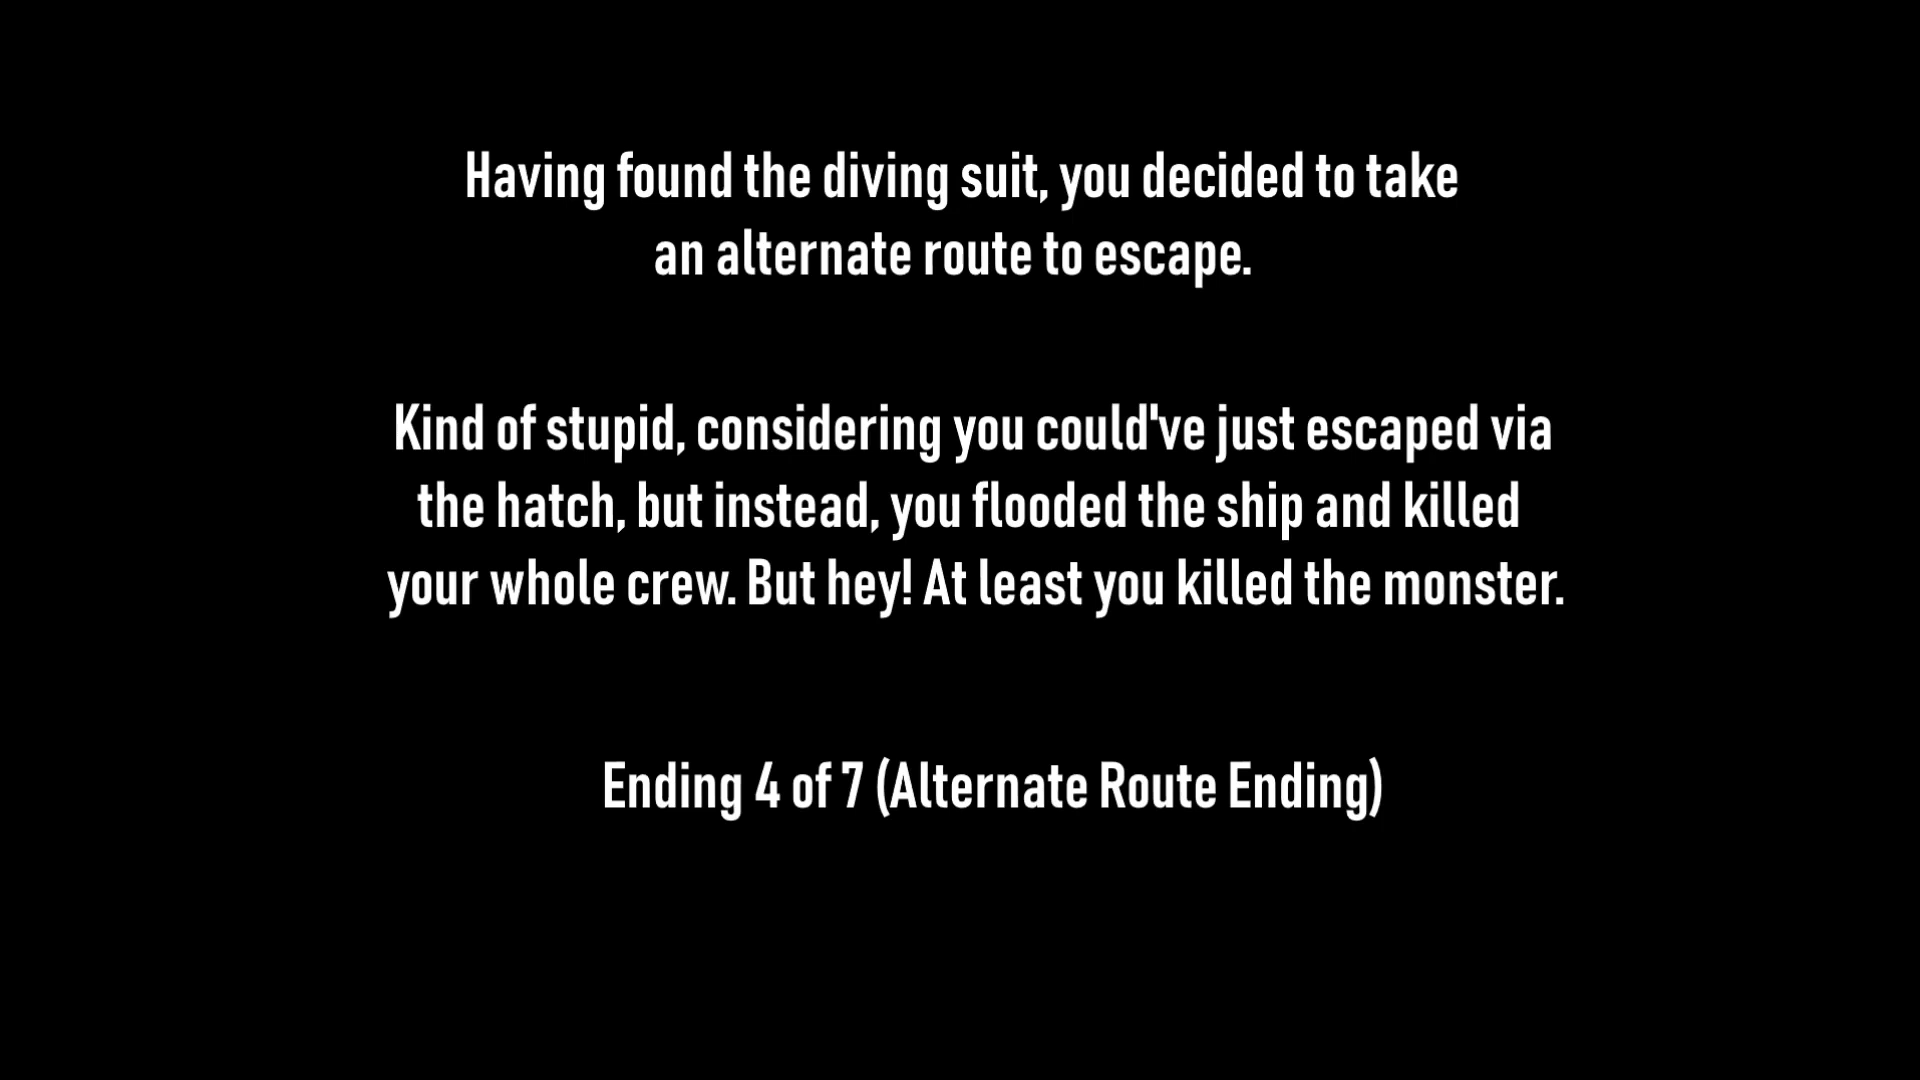 Having found the diving suit, you decided to take
an alternate route to escape.
Kind of stupid, considering you could've just escaped via
the hatch, but instead, you flooded the ship and killed
your whole crew. But hey! At least you killed the monster.
Ending 4 of 7 (Alternate Route Ending)